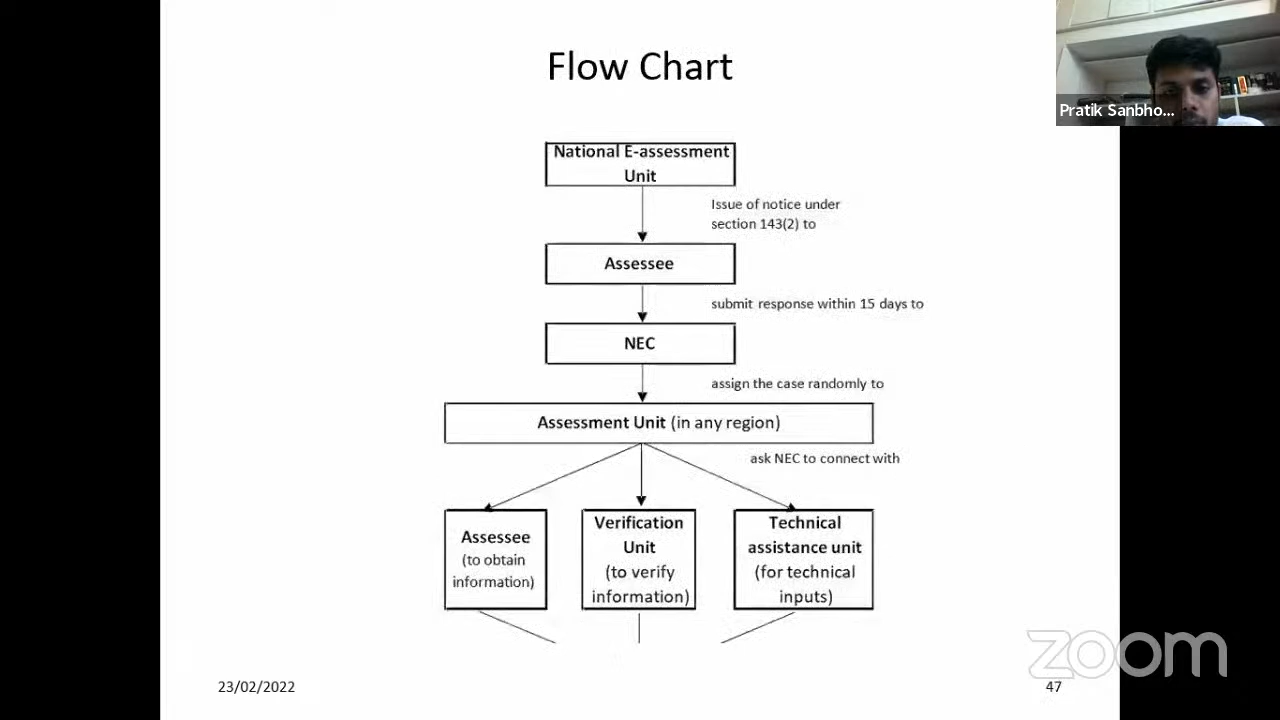 Flow Chart
Pratik Sanbho...
National E-assessment
Unit
Issue of notice under
section 143(2) to
Assessee
submit response within 15 days to
NEC
assign the case randomly to
Assessment Unit (in any region)
ask NEC to connect with
Assessee
(to obtain
information)
Verification
Unit
(to verify
information)
Technical
assistance unit
(for technical
inputs)
zoom
23/02/2022
47